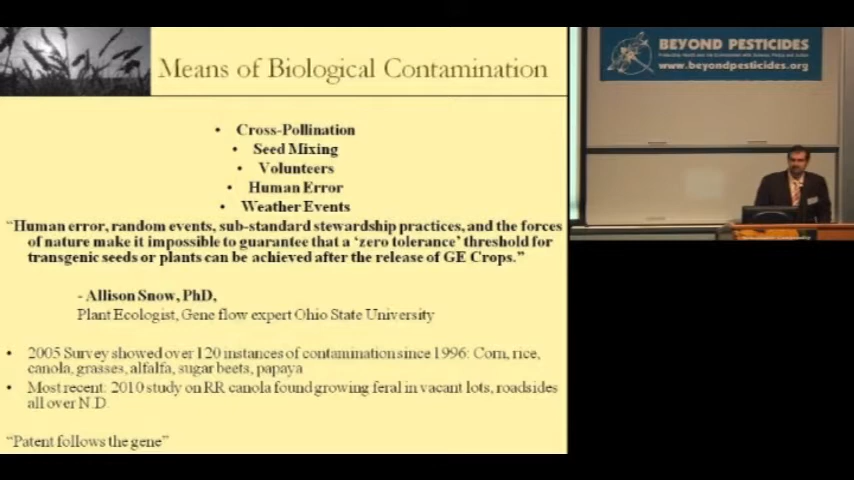 Means of Biological Contamination
• Cross-Pollination
• Seed Mixing
• Volunteers
• Human Error
• Weather Events
"Human error, random events, sub-standard stewardship practices, and the forces
of nature make it impossible to guarantee that a 'zero tolerance' threshold for
transgenic seeds or plants can be achieved after the release of GE Crops."
- Allison Snow, PhD,
Plant Ecologist, Gene flow expert Ohio State University
• 2005 Survey showed over 120 instances of contamination since 1996: Corn, rice,
canola, grasses, alfalfa, sugar beets, papaya
• Most recent: 2010 study on RR canola found growing feral in vacant lots, roadsides
all over N.D.
"Patent follows the gene"
BEYOND PESTICIDES
www.beyondpesticides.org